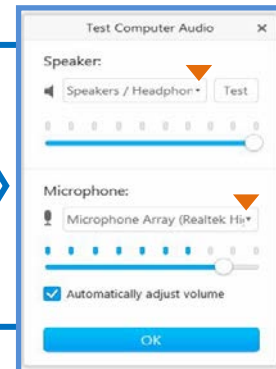 Test Computer Audio
Speaker:
Speakers / Headphon
Test
Microphone:
Microphone Array (Realtek Hi
Automatically adjust volume
OK